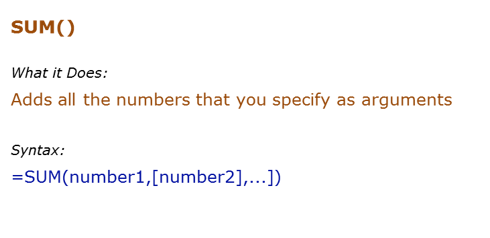 SUM()
What it Does:
Adds all the numbers that you specify as arguments
Syntax:
=SUM(number1,[number2],...])